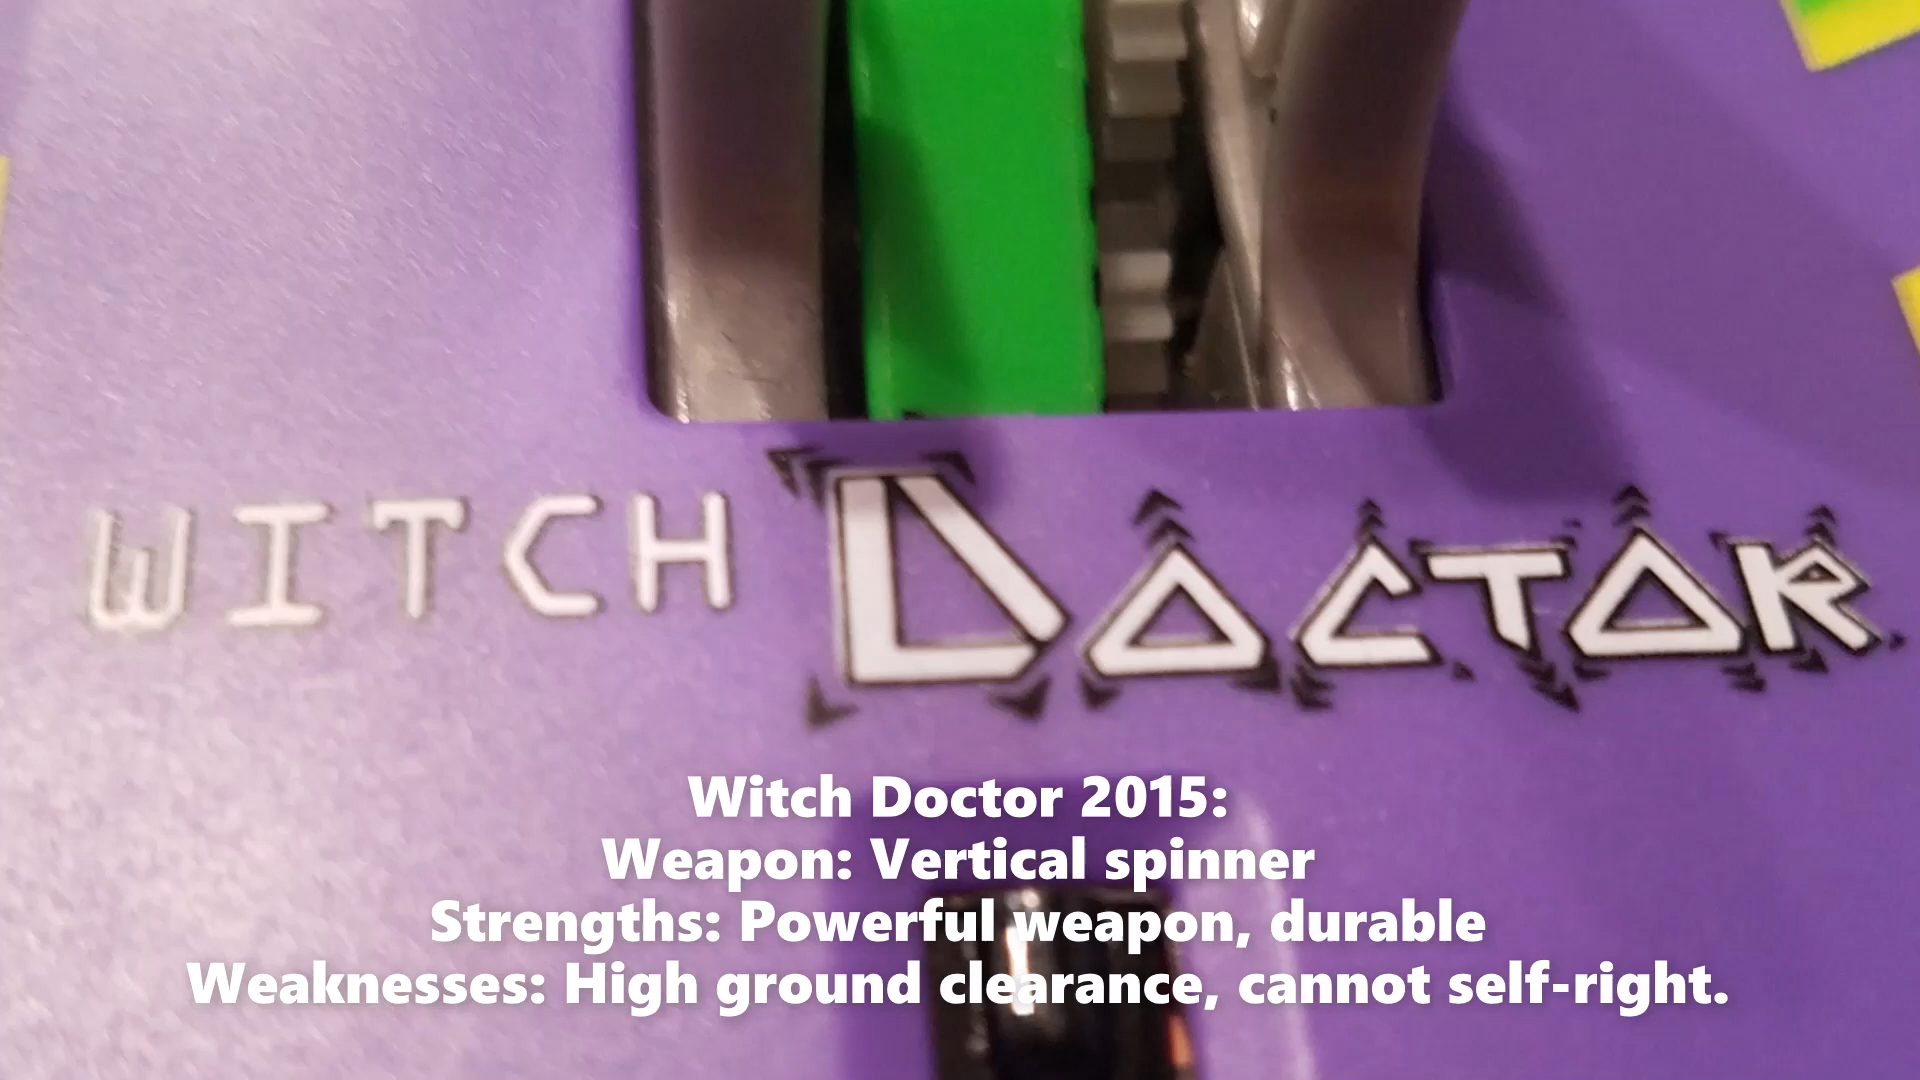 WITCH DOCTOR
Witch Doctor 2015:
Weapon: Vertical spinner
Strengths: Powerful weapon, durable
Weaknesses: High ground clearance, cannot self-right.